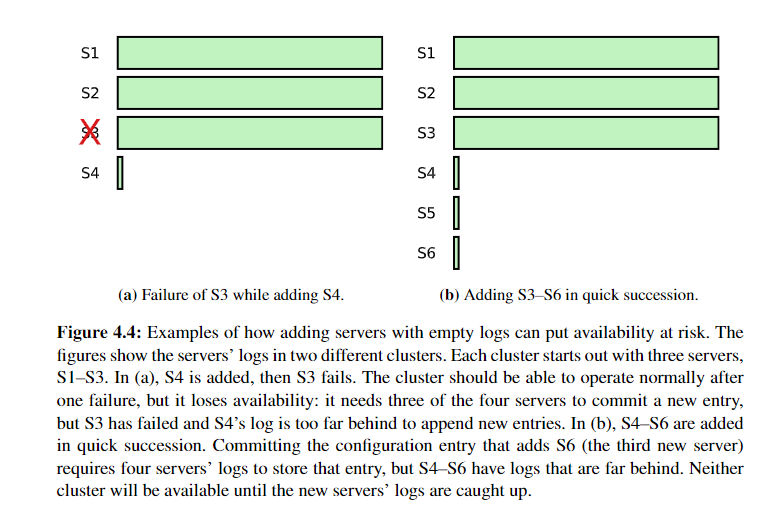 S1
S2
S3
S4
S1
S2
S3
S4
S5
S6
(a) Failure of S3 while adding S4.
(b) Adding S3–S6 in quick succession.
Figure 4.4: Examples of how adding servers with empty logs can put availability at risk. The
figures show the servers’ logs in two different clusters. Each cluster starts out with three servers,
S1–S3. In (a), S4 is added, then S3 fails. The cluster should be able to operate normally after
one failure, but it loses availability: it needs three of the four servers to commit a new entry,
but S3 has failed and S4’s log is too far behind to append new entries. In (b), S4–S6 are added
in quick succession. Committing the configuration entry that adds S6 (the third new server)
requires four servers’ logs to store that entry, but S4–S6 have logs that are far behind. Neither
cluster will be available until the new servers’ logs are caught up.